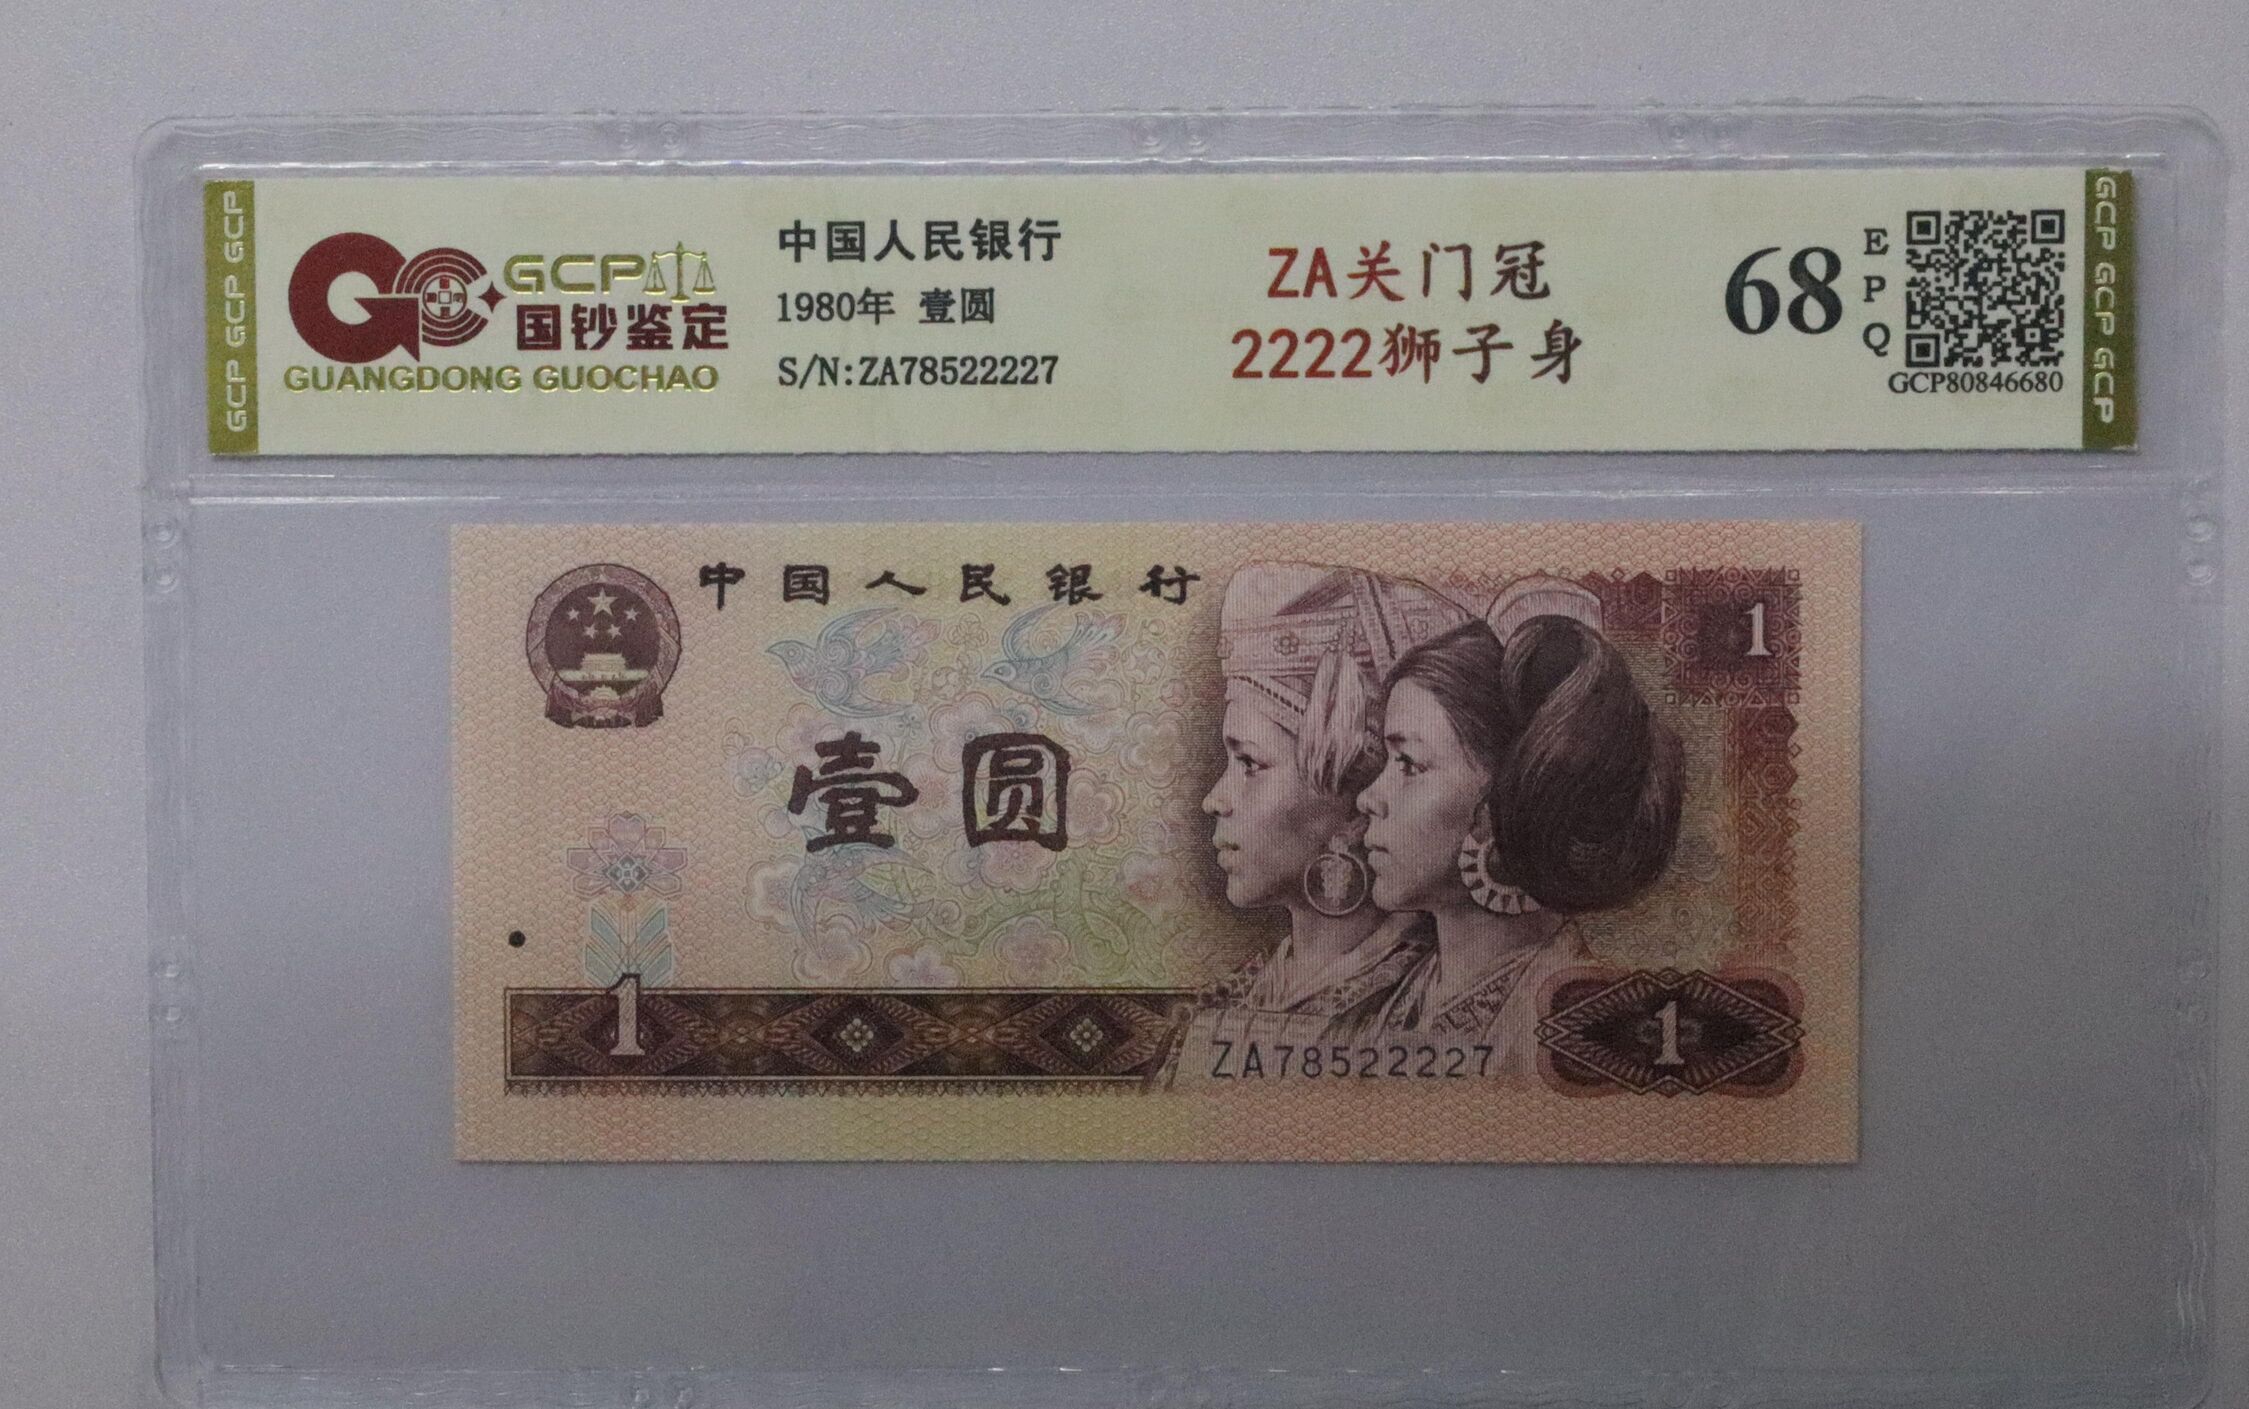 GCP GCP GCP
GCP
国钞鉴定
GUANGDONG GUOCHAO
中国人民银行
1980年 壹圆
S/N:ZA78522227
ZA关门冠
2222狮子身
68
EPQ
GCP80846680
GCP GCP GCP
中国人民银行
1
壹圆
1
ZA78522227
1